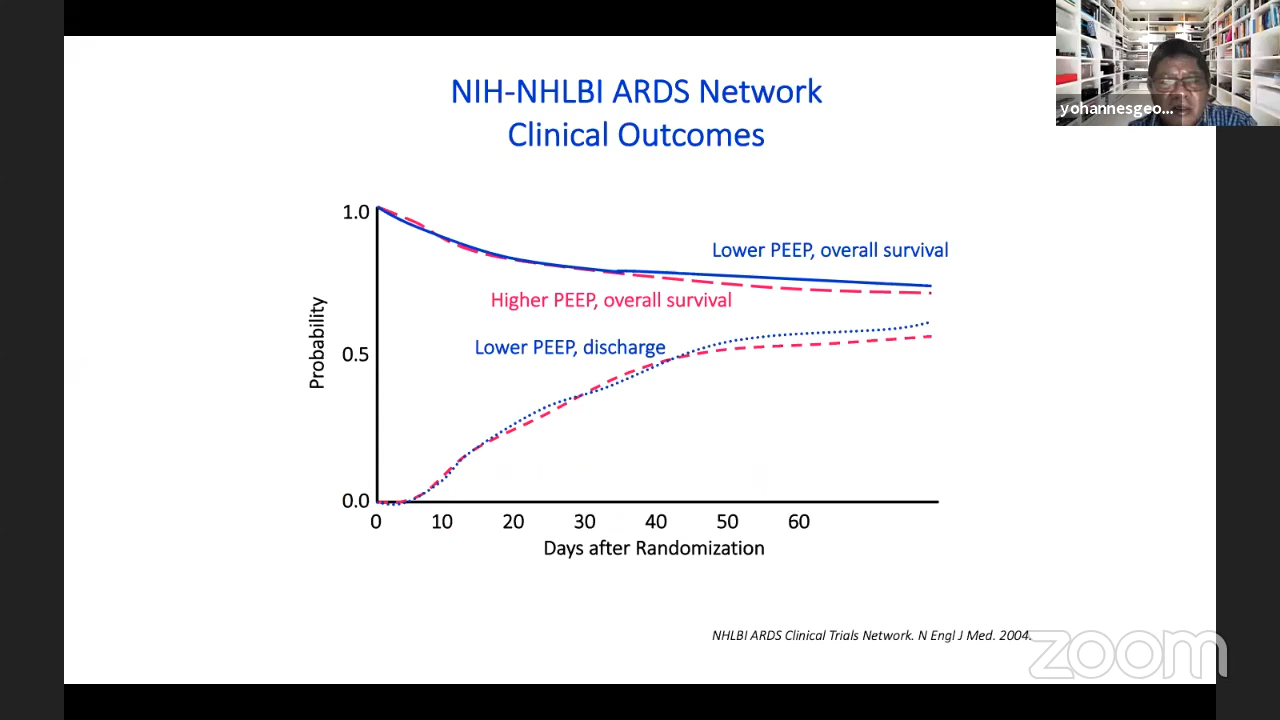 yohannesgeo...
NIH-NHLBI ARDS Network
Clinical Outcomes
1.0
Lower PEEP, overall survival
Higher PEEP, overall survival
Lower PEEP, discharge
Probability
0.5
0.0
0 10 20 30 40 50 60
Days after Randomization
NHLBI ARDS Clinical Trials Network. N Engl J Med. 2004.
zoom